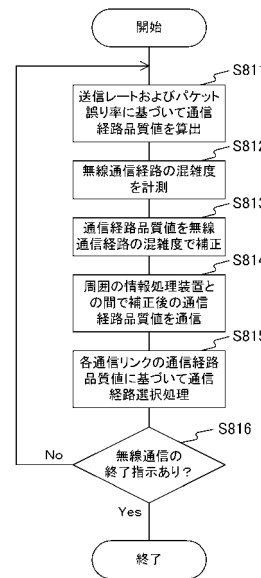 開始
S811
送信レートおよびパケット
誤り率に基づいて通信
経路品質値を算出
S812
無線通信経路の混雑度
を計測
S813
通信経路品質値を無線
通信経路の混雑度で補正
S814
周囲の情報処理装置と
の間で補正後の通信
経路品質値を通信
S815
各通信リンクの通信経路
品質値に基づいて通信
経路選択処理
S816
無線通信の
終了指示あり？
No
Yes
終了